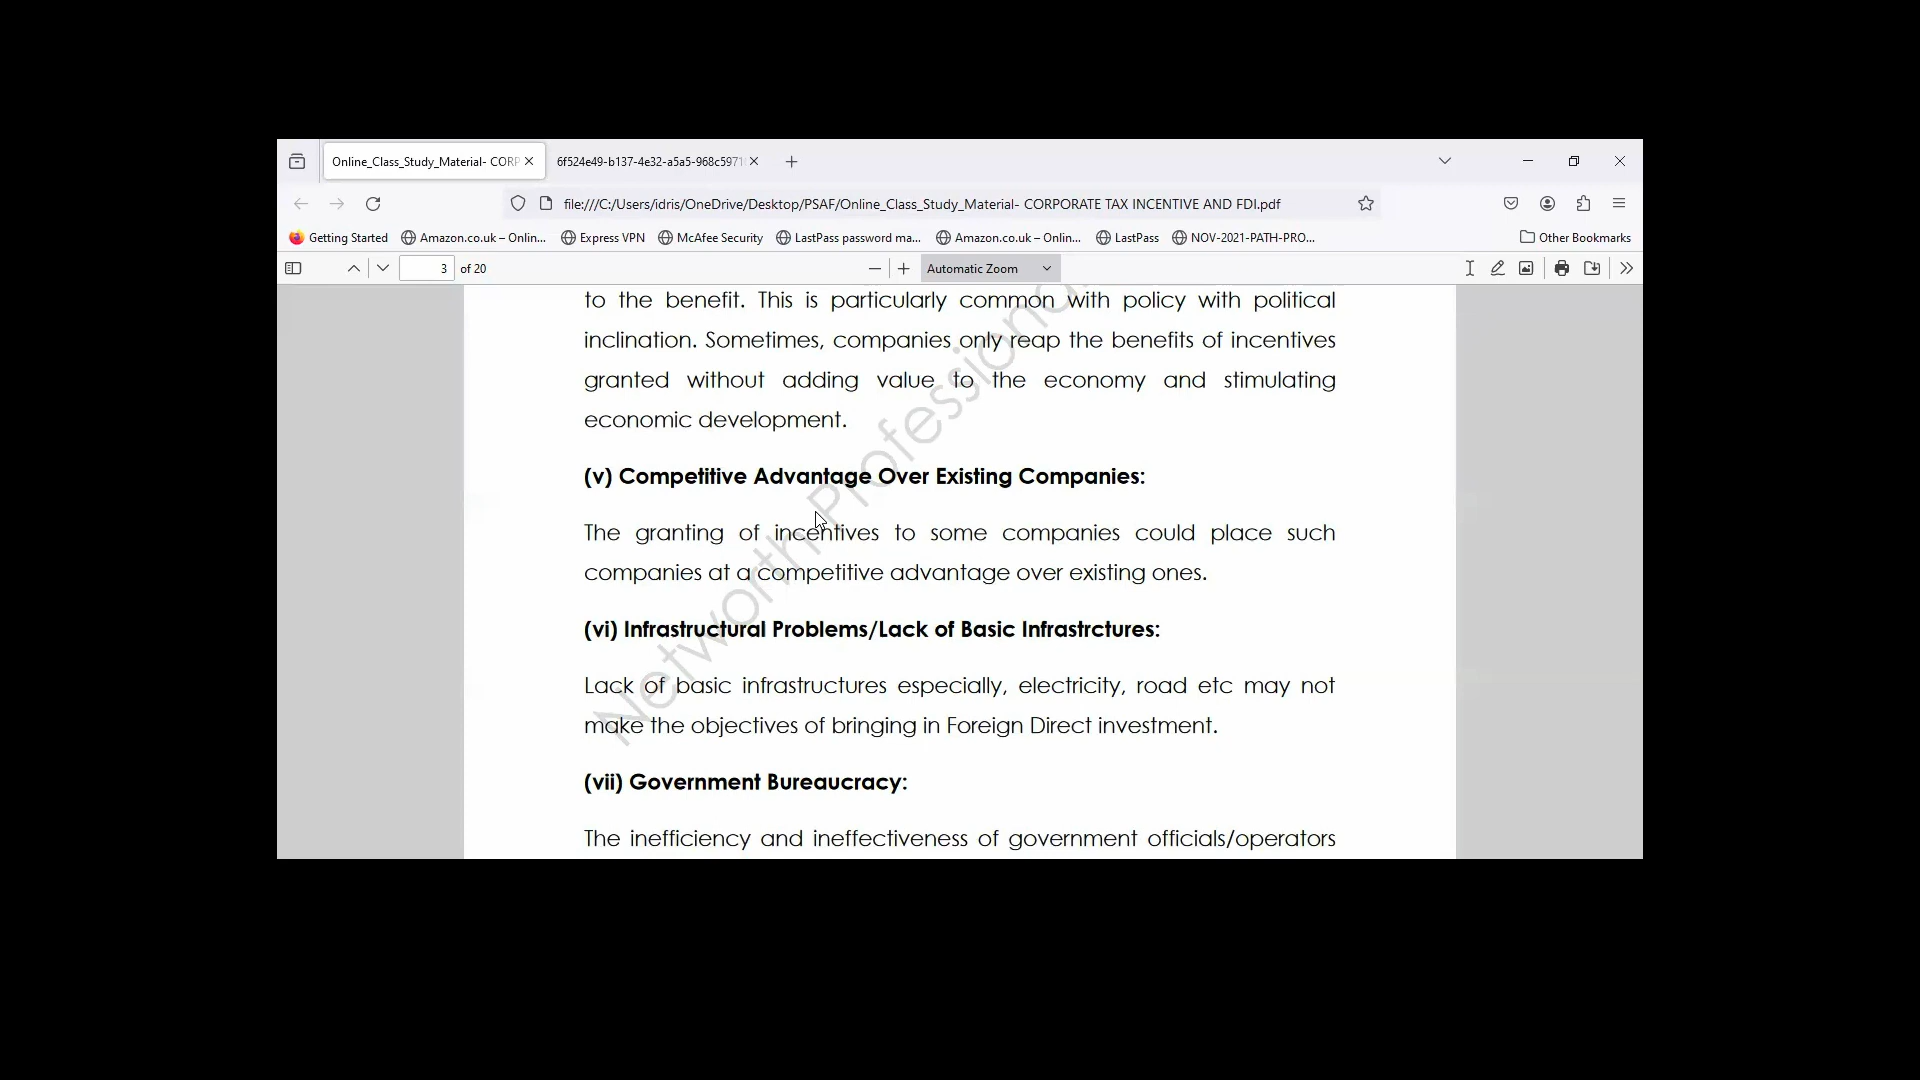 Online_Class_Study_Material- CORP
6f524e49-b137-4e32-a5a5-968c5971
file:///C:/Users/idris/OneDrive/Desktop/PSAF/Online_Class_Study_Material- CORPORATE TAX INCENTIVE AND FDI.pdf
Getting Started Amazon.co.uk – Onlin... Express VPN McAfee Security LastPass password ma... Amazon.co.uk – Onlin... LastPass NOV-2021-PATH-PRO... Other Bookmarks
3 of 20 Automatic Zoom
to the benefit. This is particularly common with policy with political
inclination. Sometimes, companies only reap the benefits of incentives
granted without adding value to the economy and stimulating
economic development.
(v) Competitive Advantage Over Existing Companies:
The granting of incentives to some companies could place such
companies at a competitive advantage over existing ones.
(vi) Infrastructural Problems/Lack of Basic Infrastrctures:
Lack of basic infrastructures especially, electricity, road etc may not
make the objectives of bringing in Foreign Direct investment.
(vii) Government Bureaucracy:
The inefficiency and ineffectiveness of government officials/operators
Networth Professional